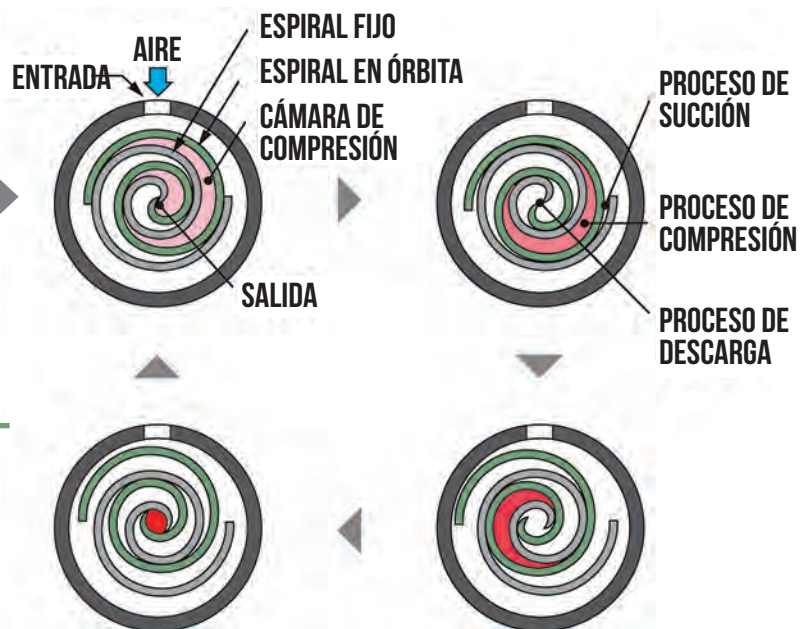 AIRE
ENTRADA
ESPIRAL FIJO
ESPIRAL EN ÓRBITA
CÁMARA DE
COMPRESIÓN
SALIDA
PROCESO DE
SUCCIÓN
PROCESO DE
COMPRESIÓN
PROCESO DE
DESCARGA